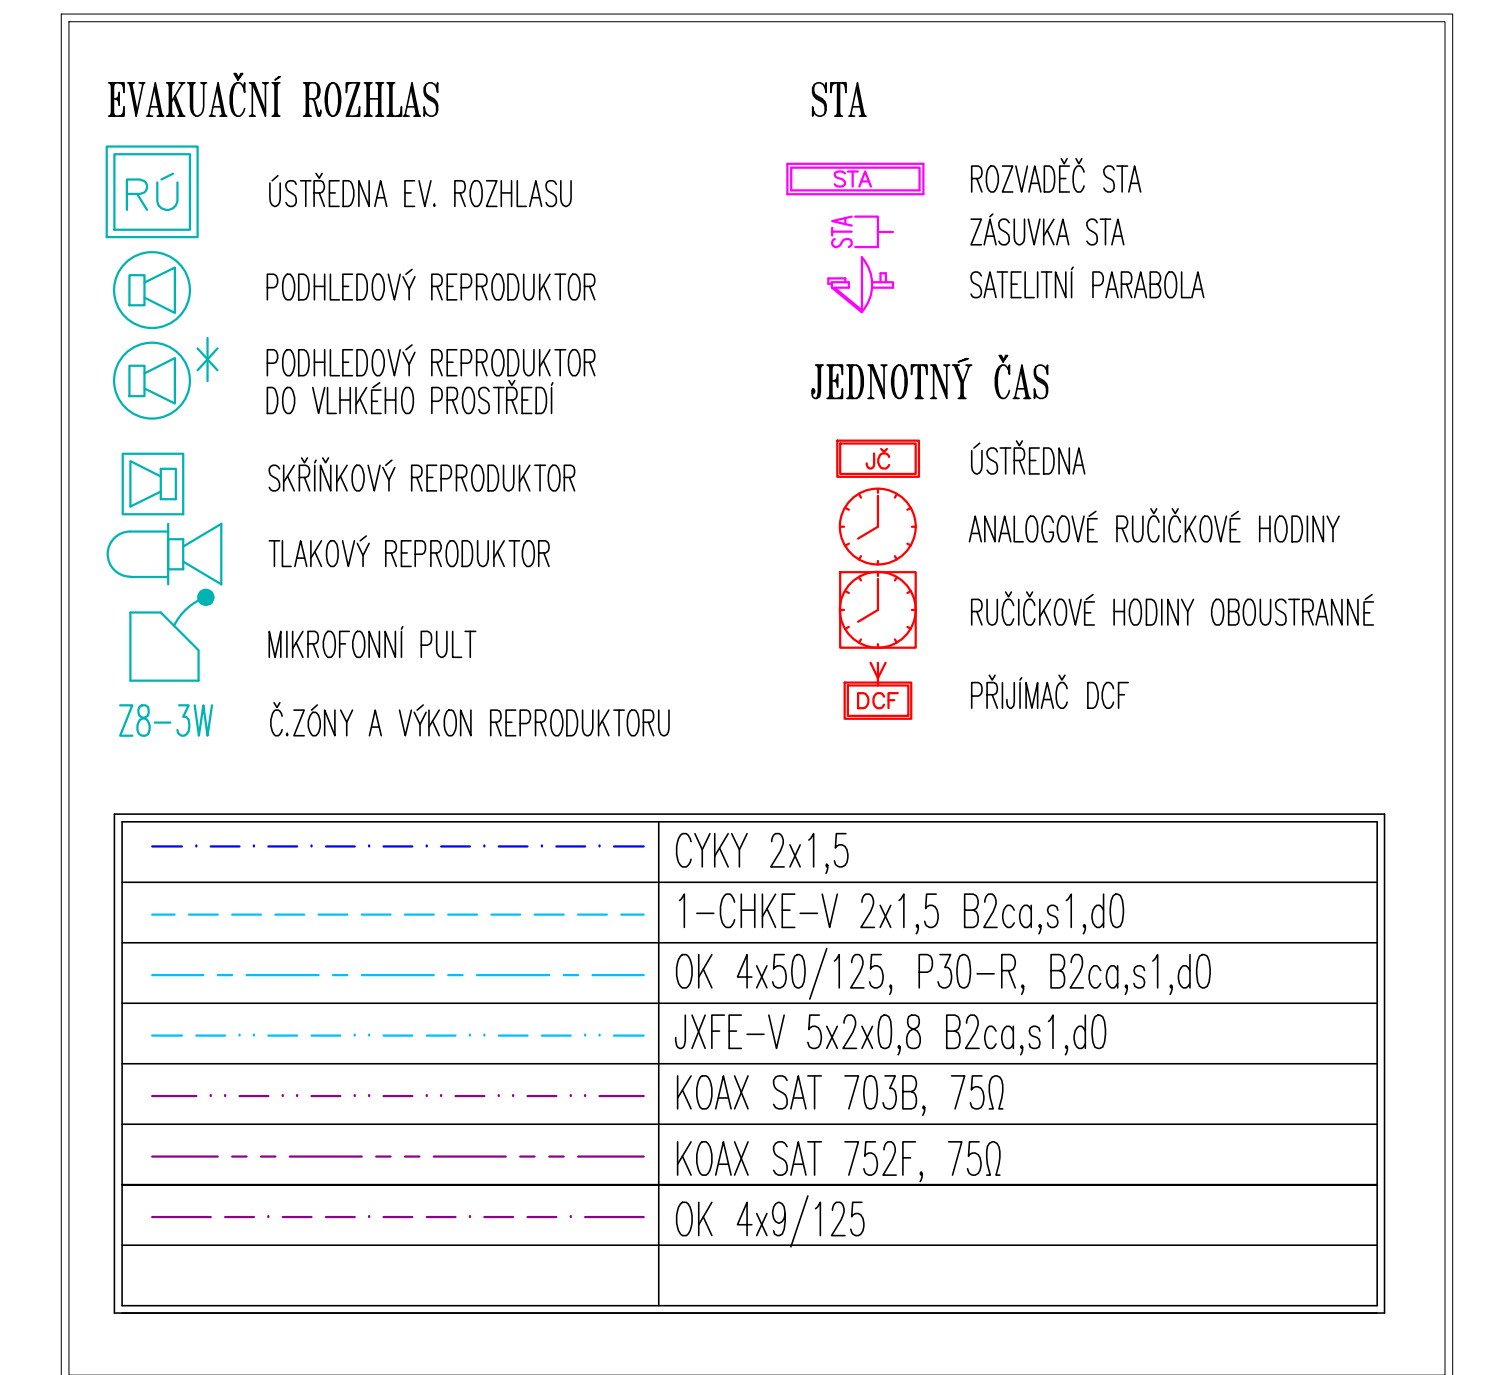 EVAKUAČNÍ ROZHLAS
RÚ
ÚSTŘEDNA EV. ROZHLASU
PODHLEDOVÝ REPRODUKTOR
PODHLEDOVÝ REPRODUKTOR
DO VLHKÉHO PROSTŘEDÍ
SKŘÍŇKOVÝ REPRODUKTOR
TLAKOVÝ REPRODUKTOR
MIKROFONNÍ PULT
Z8-3W
Č.ZÓNY A VÝKON REPRODUKTORU
STA
STA
ROZVADĚČ STA
STA
ZÁSUVKA STA
SATELITNÍ PARABOLA
JEDNOTNÝ ČAS
JČ
ÚSTŘEDNA
ANALOGOVÉ RUČIČKOVÉ HODINY
RUČIČKOVÉ HODINY OBOUSTRANNÉ
DCF
PŘIJÍMAČ DCF
CYKY 2x1,5
1-CHKE-V 2x1,5 B2ca,s1,d0
OK 4x50/125, P30-R, B2ca,s1,d0
JXFE-V 5x2x0,8 B2ca,s1,d0
KOAX SAT 703B, 75Ω
KOAX SAT 752F, 75Ω
OK 4x9/125